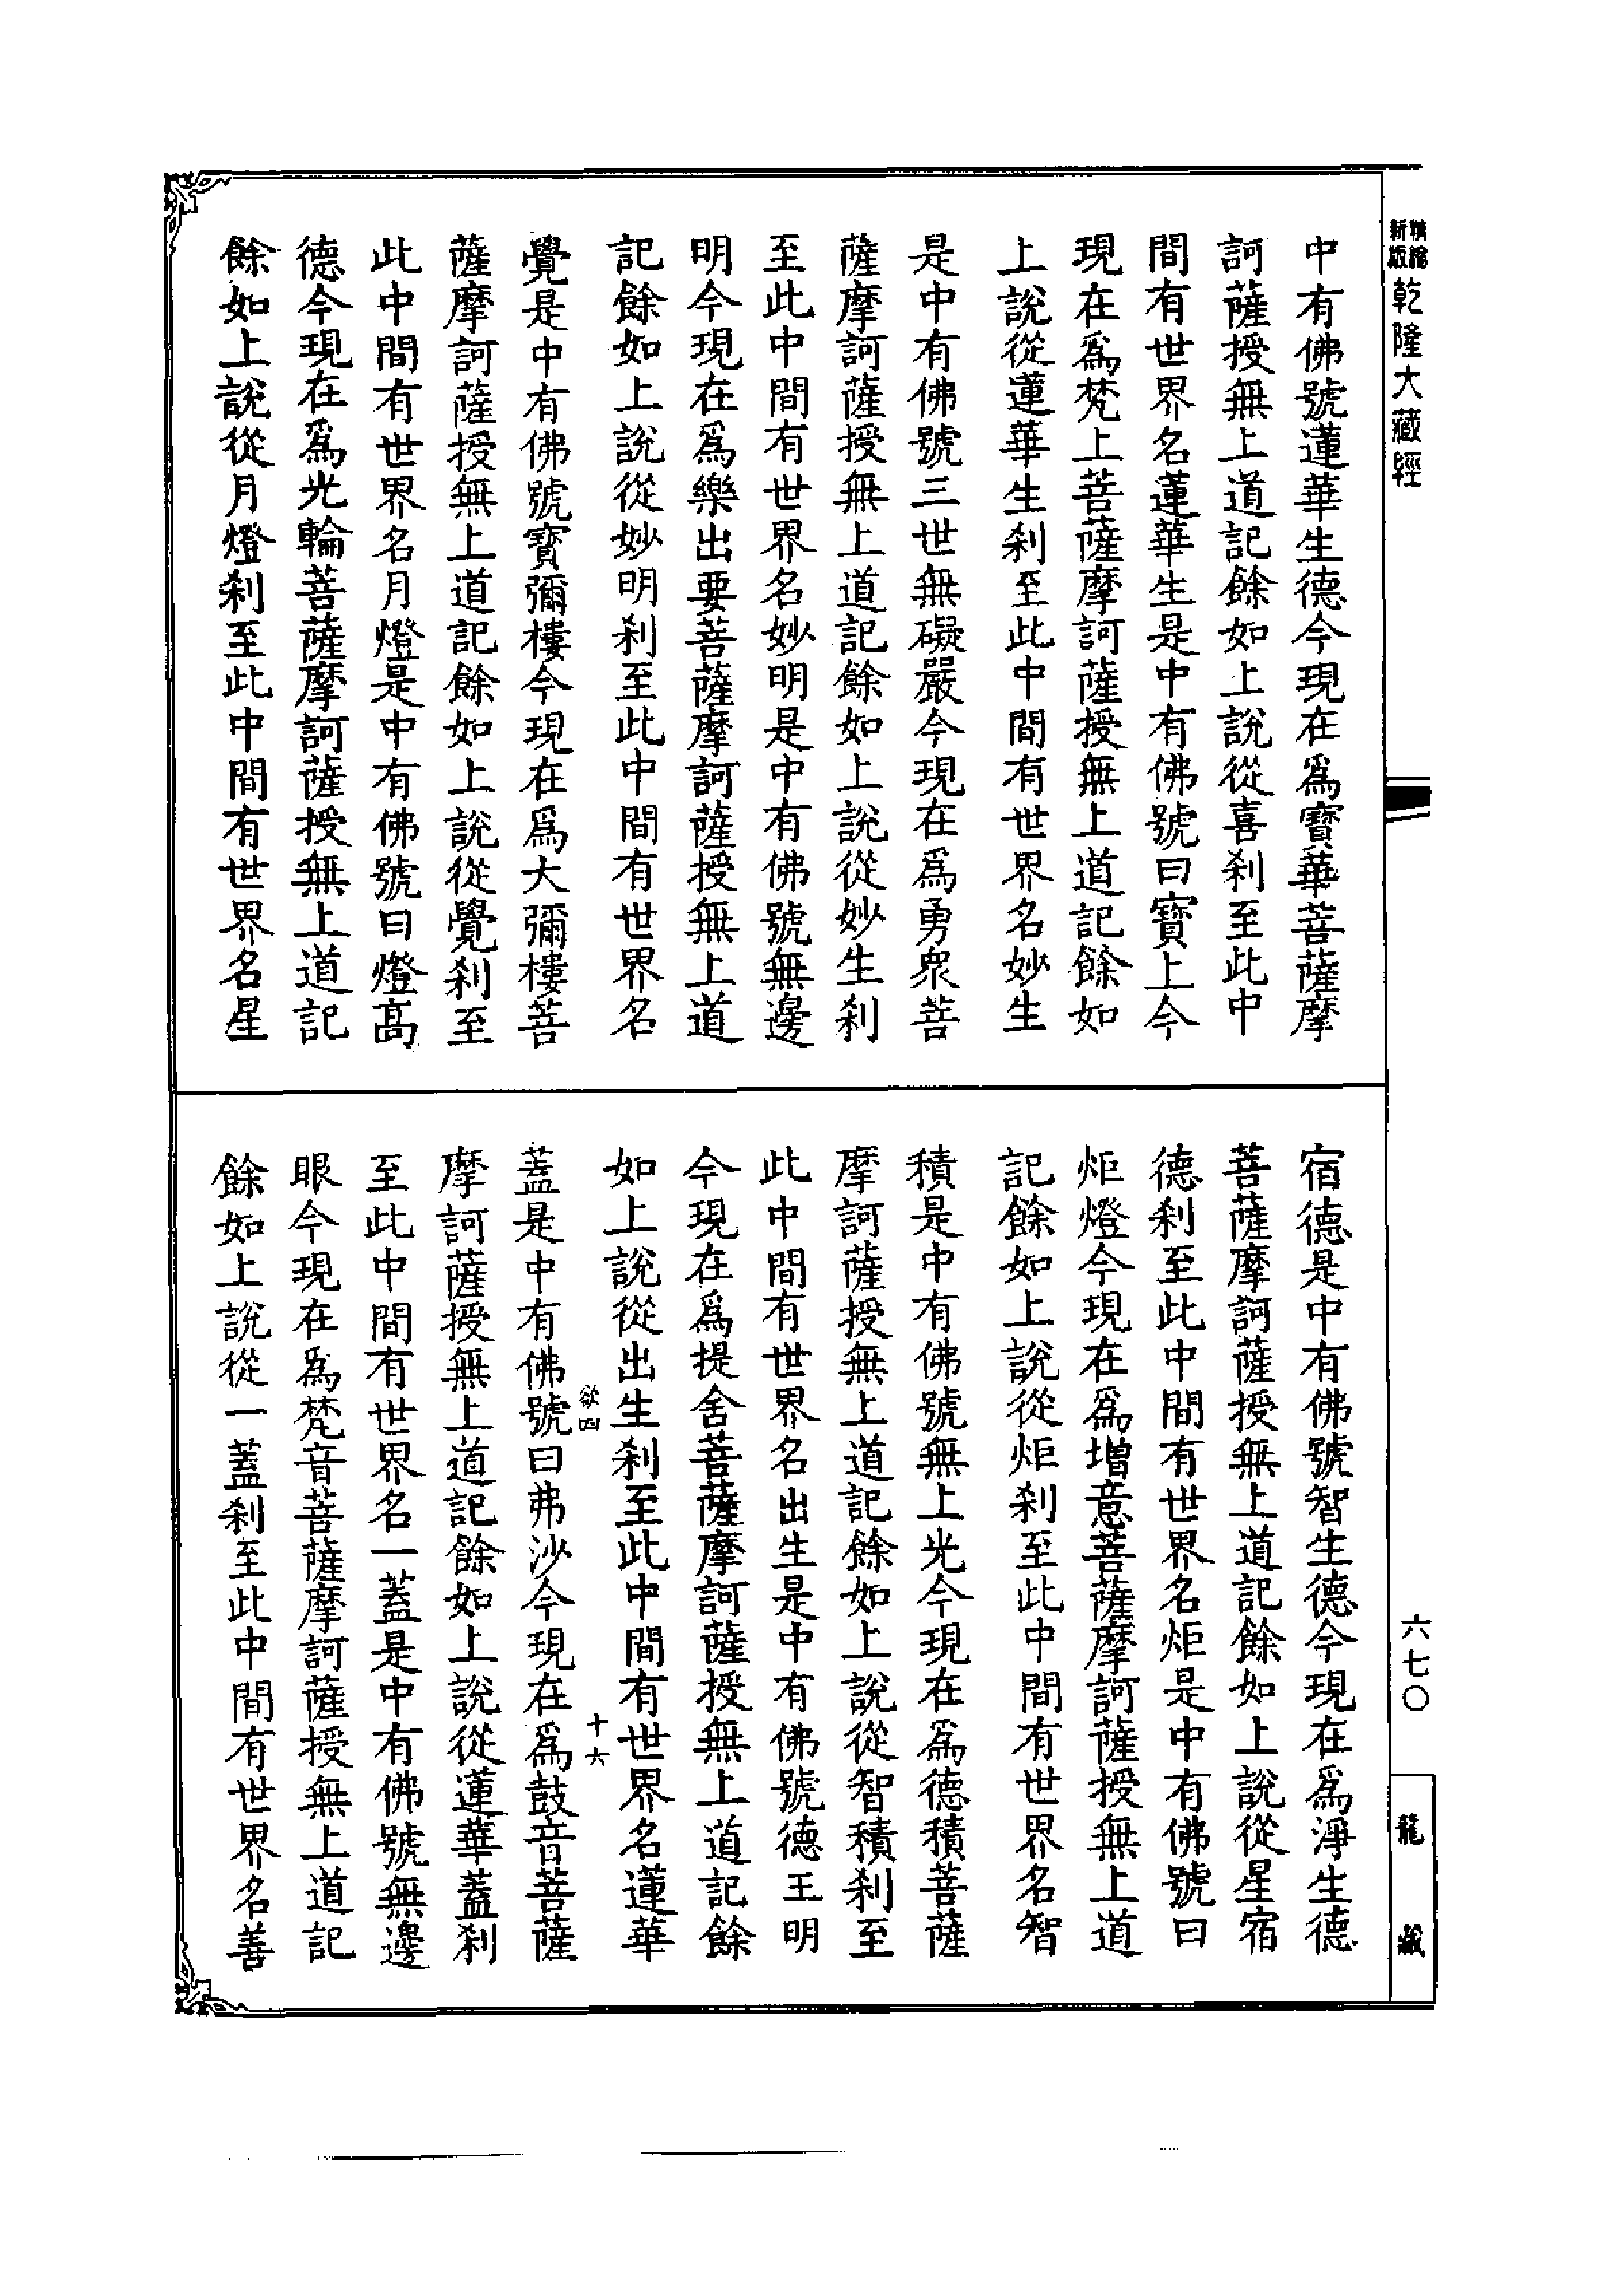 精縮新版乾隆大藏經
中有佛號蓮華生德今現在爲寶華菩薩摩
訶薩授無上道記餘如上說從喜刹至此中
間有世界名蓮華生是中有佛號曰寶上今
現在爲梵上菩薩摩訶薩授無上道記餘如
上說從蓮華生刹至此中間有世界名妙生
是中有佛號三世無礙嚴今現在爲勇衆菩
薩摩訶薩授無上道記餘如上說從妙生刹
至此中間有世界名妙明是中有佛號無邊
明今現在爲樂出要菩薩摩訶薩授無上道
記餘如上說從妙明刹至此中間有世界名
覺是中有佛號寶彌樓今現在爲大彌樓菩
薩摩訶薩授無上道記餘如上說從覺刹至
此中間有世界名月燈是中有佛號曰燈高
德今現在爲光輪菩薩摩訶薩授無上道記
餘如上說從月燈刹至此中間有世界名星
宿德是中有佛號智生德今現在爲淨生德
菩薩摩訶薩授無上道記餘如上說從星宿
德刹至此中間有世界名炬是中有佛號曰
炬燈今現在爲增意菩薩摩訶薩授無上道
記餘如上說從炬刹至此中間有世界名智
積是中有佛號無上光今現在爲德積菩薩
摩訶薩授無上道記餘如上說從智積刹至
此中間有世界名出生是中有佛號德王明
今現在爲提舍菩薩摩訶薩授無上道記餘
如上說從出生刹至此中間有世界名蓮華
欲四
十六
蓋是中有佛號曰弗沙今現在爲鼓音菩薩
摩訶薩授無上道記餘如上說從蓮華蓋刹
至此中間有世界名一蓋是中有佛號無邊
眼今現在爲梵音菩薩摩訶薩授無上道記
餘如上說從一蓋刹至此中間有世界名善
六七〇
龍藏